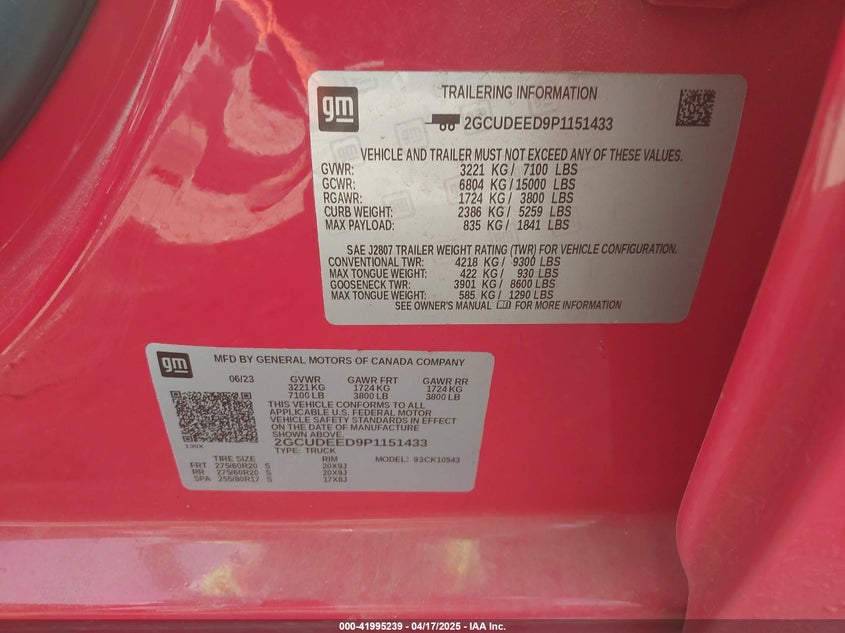 gm
TRAILERING INFORMATION
2GCUDEED9P1151433
VEHICLE AND TRAILER MUST NOT EXCEED ANY OF THESE VALUES.
GVWR: 3221 KG / 7100 LBS
GCWR: 6804 KG / 15000 LBS
RGAWR: 1724 KG / 3800 LBS
CURB WEIGHT: 2386 KG / 5259 LBS
MAX PAYLOAD: 835 KG / 1841 LBS
SAE J2807 TRAILER WEIGHT RATING (TWR) FOR VEHICLE CONFIGURATION.
CONVENTIONAL TWR: 4218 KG / 9300 LBS
MAX TONGUE WEIGHT: 422 KG / 930 LBS
GOOSENECK TWR: 3901 KG / 8600 LBS
MAX TONGUE WEIGHT: 585 KG / 1290 LBS
SEE OWNER'S MANUAL FOR MORE INFORMATION
gm
MFD BY GENERAL MOTORS OF CANADA COMPANY
06/23 GVWR GAWR FRT GAWR RR
3221 KG 1724 KG 1724 KG
7100 LB 3800 LB 3800 LB
THIS VEHICLE CONFORMS TO ALL
APPLICABLE U.S. FEDERAL MOTOR
VEHICLE SAFETY STANDARDS IN EFFECT
ON THE DATE OF MANUFACTURE
SHOWN ABOVE.
2GCUDEED9P1151433
TYPE: TRUCK
TIRE SIZE RIM MODEL: 93CK10543
FRT 275/60R20 S 20X9J
RR 275/60R20 S 20X9J
SPA 255/80R17 S 17X8J
000-41995239 - 04/17/2025 - IAA Inc.